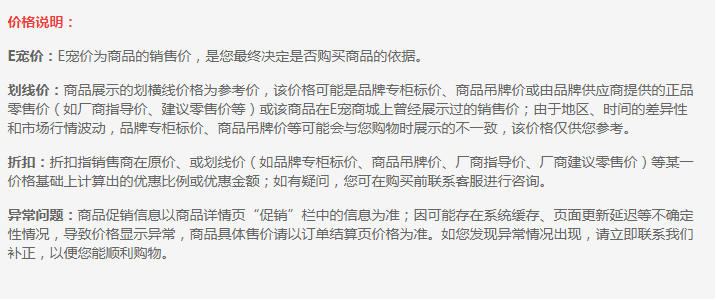 价格说明：
E宠价：E宠价为商品的销售价，是您最终决定是否购买商品的依据。
划线价：商品展示的划横线价格为参考价，该价格可能是品牌专柜标价、商品吊牌价或由品牌供应商提供的正品
零售价（如厂商指导价、建议零售价等）或该商品在E宠商城上曾经展示过的销售价；由于地区、时间的差异性
和市场行情波动，品牌专柜标价、商品吊牌价等可能会与您购物时展示的不一致，该价格仅供您参考。
折扣：折扣指销售商在原价、或划线价（如品牌专柜标价、商品吊牌价、厂商指导价、厂商建议零售价）等某一
价格基础上计算出的优惠比例或优惠金额；如有疑问，您可在购买前联系客服进行咨询。
异常问题：商品促销信息以商品详情页“促销”栏中的信息为准；因可能存在系统缓存、页面更新延迟等不确定
性情况，导致价格显示异常，商品具体售价请以订单结算页价格为准。如您发现异常情况出现，请立即联系我们
补正，以便您能顺利购物。